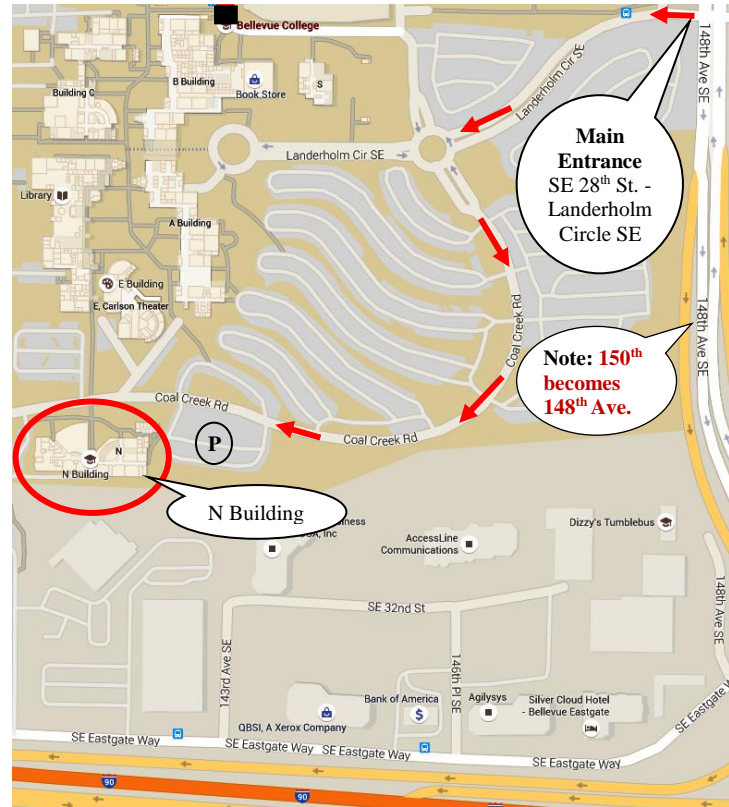 Bellevue College
B Building
Building C
Book Store
S
Landerholm Cir SE
148th Ave SE
Main
Entrance
SE 28th St. -
Landerholm
Circle SE
Landerholm Cir SE
Library
A Building
E Building
E, Carlson Theater
Coal Creek Rd
148th Ave SE
Note: 150th
becomes
148th Ave.
Coal Creek Rd
Coal Creek Rd
P
N
N Building
N Building
iness
, Inc
AccessLine
Communications
Dizzy's Tumblebus
SE 32nd St
143rd Ave SE
146th Pl SE
148th Ave SE
Bank of America
$
Agilysys
Silver Cloud Hotel
- Bellevue Eastgate
QBSI, A Xerox Company
SE Eastgate Way
SE Eastgate Way
SE Eastgate Way
SE Eastgate Way
SE Eastgate Way
90
90